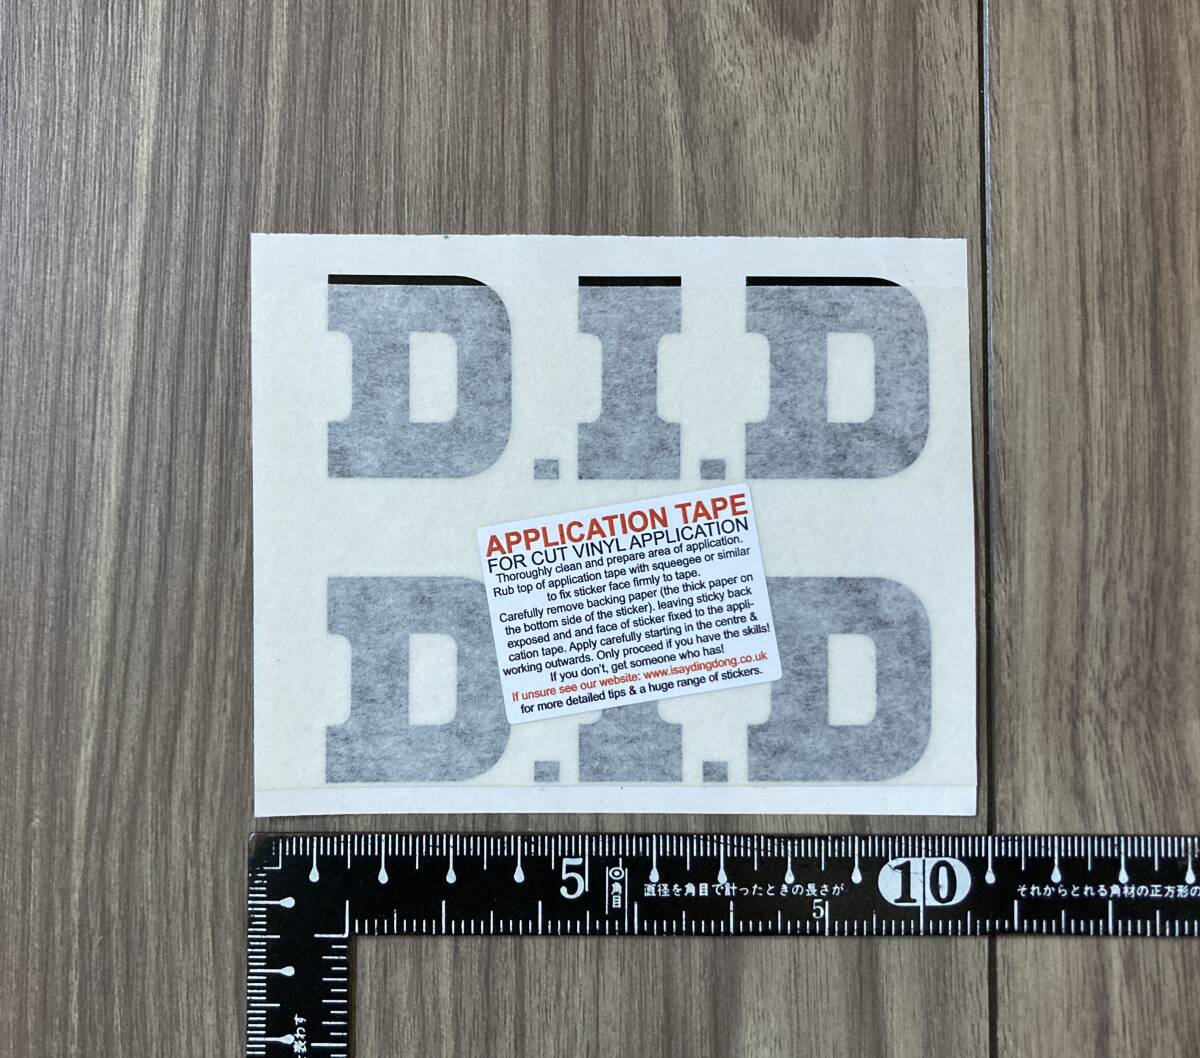 D.I.D
APPLICATION TAPE
FOR CUT VINYL APPLICATION
Thoroughly clean and prepare area of application.
Rub top of application tape with squeegee or similar
to fix sticker face firmly to tape.
Carefully remove backing paper (the thick paper on
the bottom side of the sticker). leaving sticky back
exposed and and face of sticker fixed to the appli-
cation tape. Apply carefully starting in the centre &
working outwards. Only proceed if you have the skills!
If you don't, get someone who has!
If unsure see our website: www.isaydingdong.co.uk
for more detailed tips & a huge range of stickers.
D.I.D
5
角目
直径を角目で計ったときの長さが
5
10
それからとれる角材の正方形の
表わす